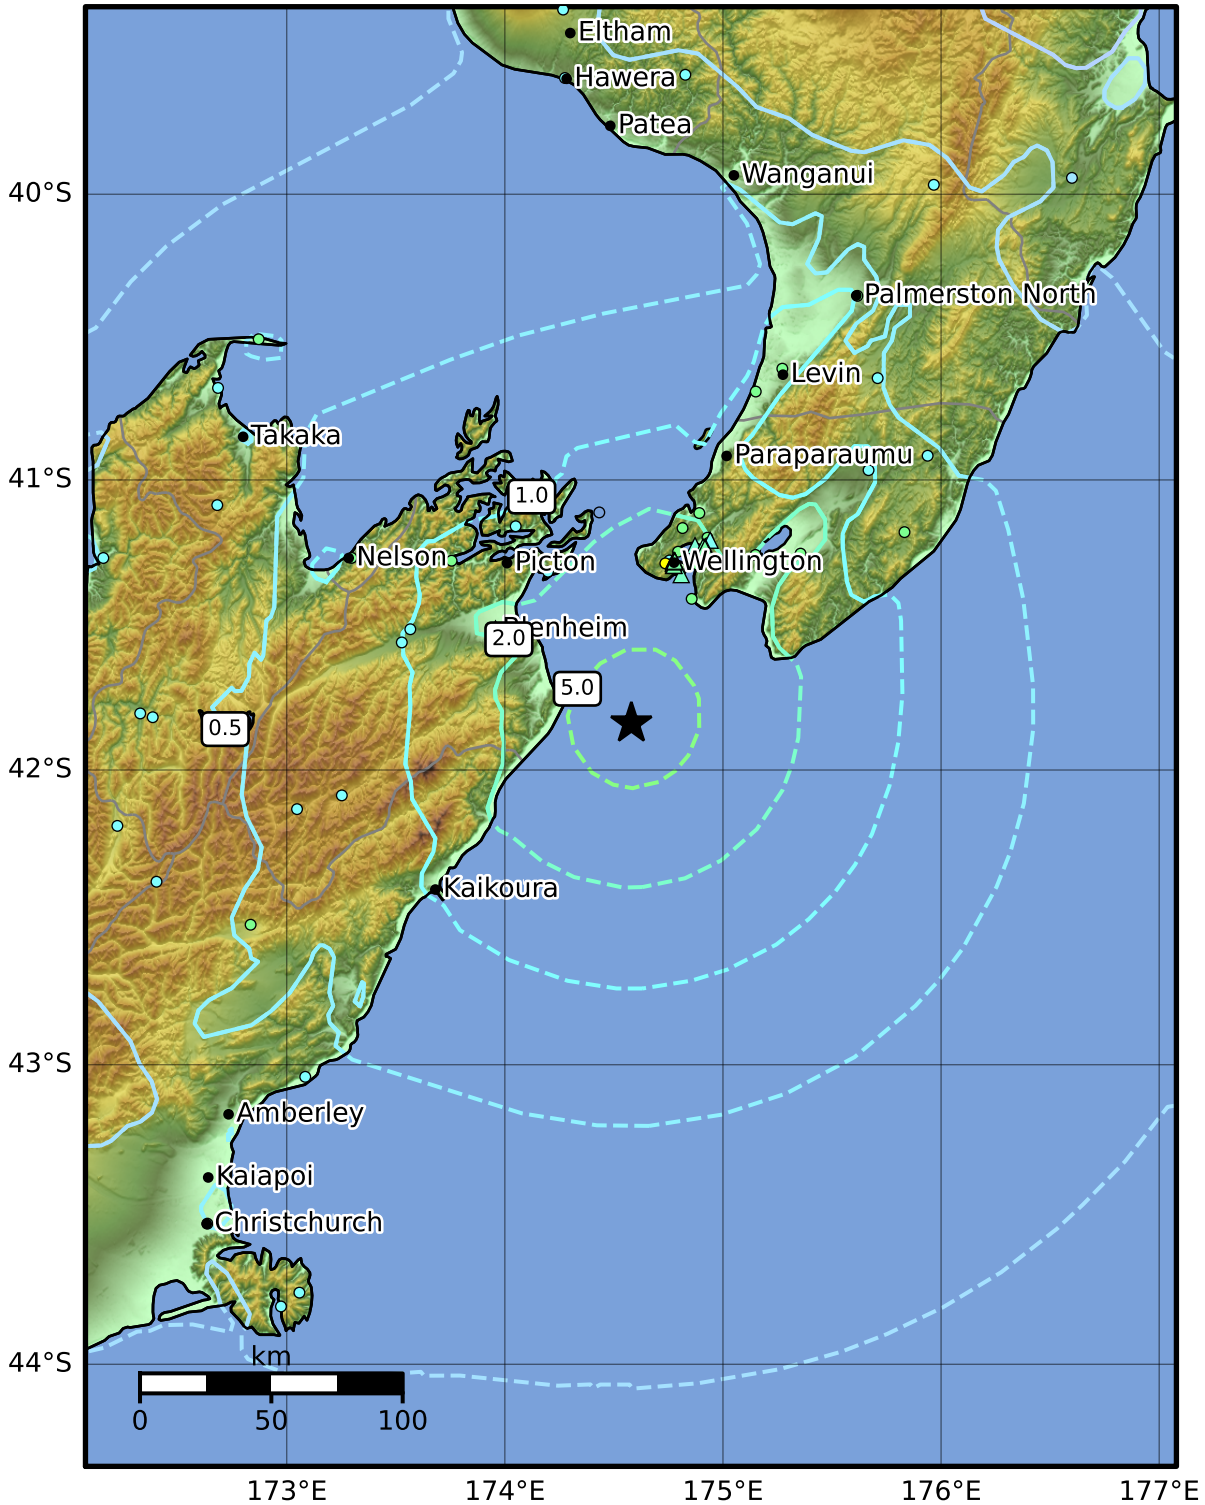 Eltham
Hawera
Patea
Wanganui
40°S
Palmerston North
Levin
Takaka
Paraparaumu
41°S
1.0
Nelson
Picton
Wellington
Blenheim
2.0
5.0
0.5
42°S
Kaikoura
43°S
Amberley
Kaiapoi
Christchurch
44°S
km
0 50 100
173°E 174°E 175°E 176°E 177°E